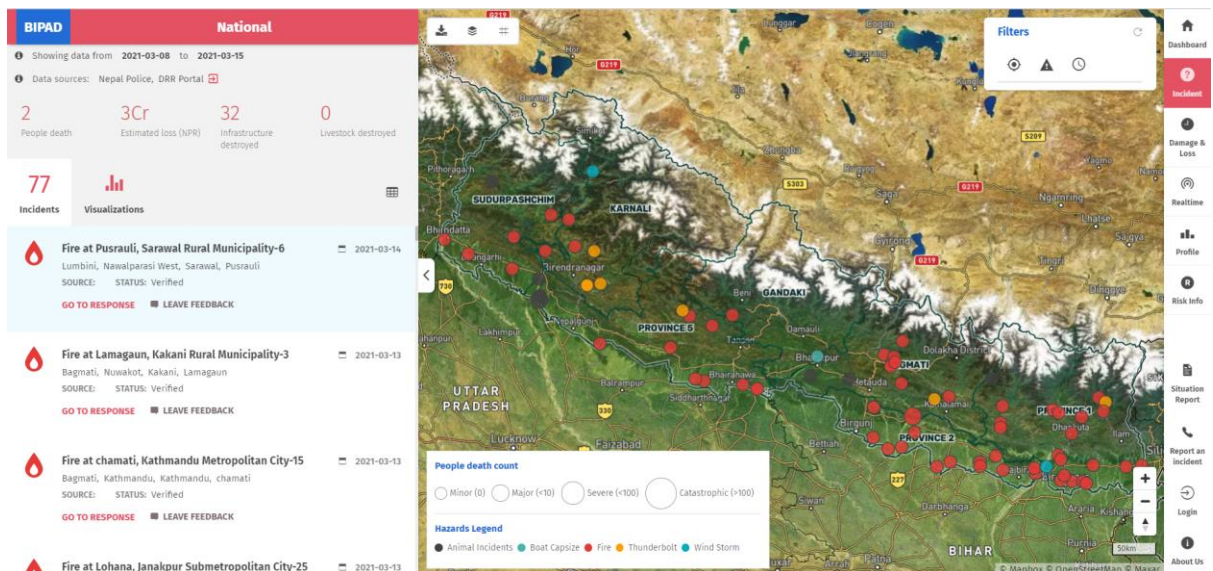 BIPAD
National
Showing data from 2021-03-08 to 2021-03-15
Data sources: Nepal Police, DRR Portal
2
People death
3Cr
Estimated loss (NPR)
32
Infrastructure
destroyed
0
Livestock destroyed
77
Incidents
Visualizations
Fire at Pusrauli, Sarawal Rural Municipality-6
2021-03-14
Lumbini, Nawalparasi West, Sarawal, Pusrauli
SOURCE: STATUS: Verified
GO TO RESPONSE LEAVE FEEDBACK
Fire at Lamagaun, Kakani Rural Municipality-3
2021-03-13
Bagmati, Nuwakot, Kakani, Lamagaun
SOURCE: STATUS: Verified
GO TO RESPONSE LEAVE FEEDBACK
Fire at chamati, Kathmandu Metropolitan City-15
2021-03-13
Bagmati, Kathmandu, Kathmandu, chamati
SOURCE: STATUS: Verified
GO TO RESPONSE LEAVE FEEDBACK
Fire at Lohana, Janakpur Submetropolitan City-25
2021-03-13
G219
G219
S209
S303
G219
G219
Saga
Ngamring
Lhatse
Tingri
Gyirong
Simikot
Pithoragarh
SUDURPASHCHIM
KARNALI
Birendranagar
730
Nepalgunj
Lakhimpur
Beni
GANDAKI
PROVINCE 5
Damauli
Dolakha District
Bhairahawa
Balrampur
Siddharthnagar
UTTAR
PRADESH
330
Lucknow
Faizabad
Bettiah
Birgunj
PROVINCE 2
227
Siwan
Darbhanga
BIHAR
Patna
Purnia
Ilam
Filters
People death count
Minor (0) Major (<10) Severe (<100) Catastrophic (>100)
Hazards Legend
Animal Incidents Boat Capsize Fire Thunderbolt Wind Storm
50km
© Mapbox © OpenStreetMap © Maxar
Dashboard
Incident
Damage &
Loss
Realtime
Profile
Risk Info
Situation
Report
Report an
incident
Login
About Us